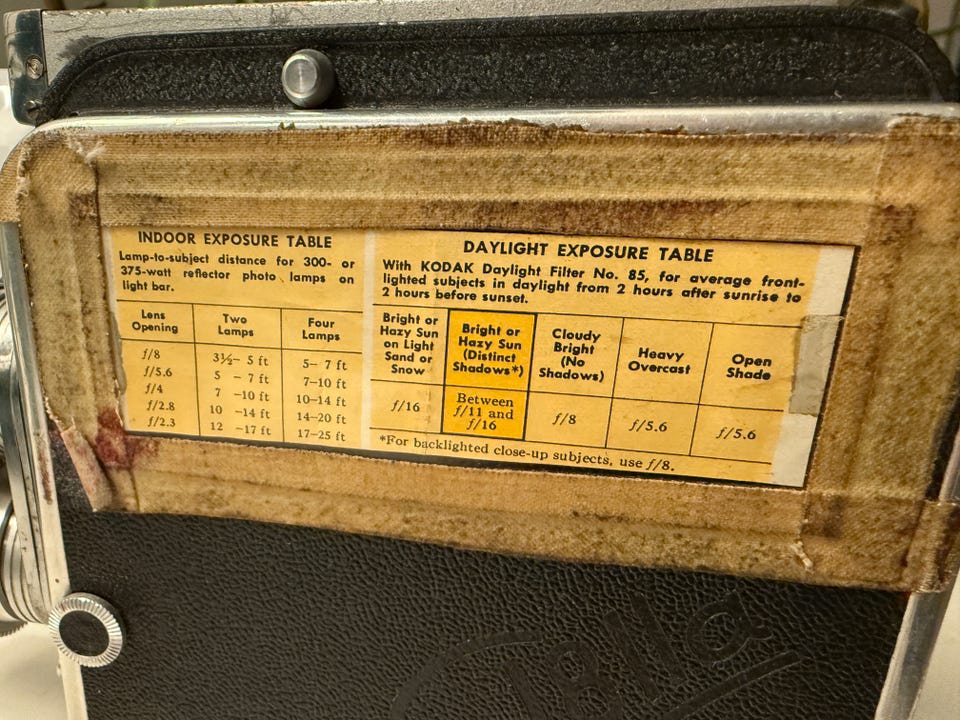 INDOOR EXPOSURE TABLE
Lamp-to-subject distance for 300- or
375-watt reflector photo lamps on
light bar.
Lens Opening | Two Lamps | Four Lamps
f/8 | 3½– 5 ft | 5– 7 ft
f/5.6 | 5 – 7 ft | 7–10 ft
f/4 | 7 –10 ft | 10–14 ft
f/2.8 | 10 –14 ft | 14–20 ft
f/2.3 | 12 –17 ft | 17–25 ft
DAYLIGHT EXPOSURE TABLE
With KODAK Daylight Filter No. 85, for average front-
lighted subjects in daylight from 2 hours after sunrise to
2 hours before sunset.
Bright or Hazy Sun on Light Sand or Snow | Bright or Hazy Sun (Distinct Shadows*) | Cloudy Bright (No Shadows) | Heavy Overcast | Open Shade
f/16 | Between f/11 and f/16 | f/8 | f/5.6 | f/5.6
*For backlighted close-up subjects, use f/8.